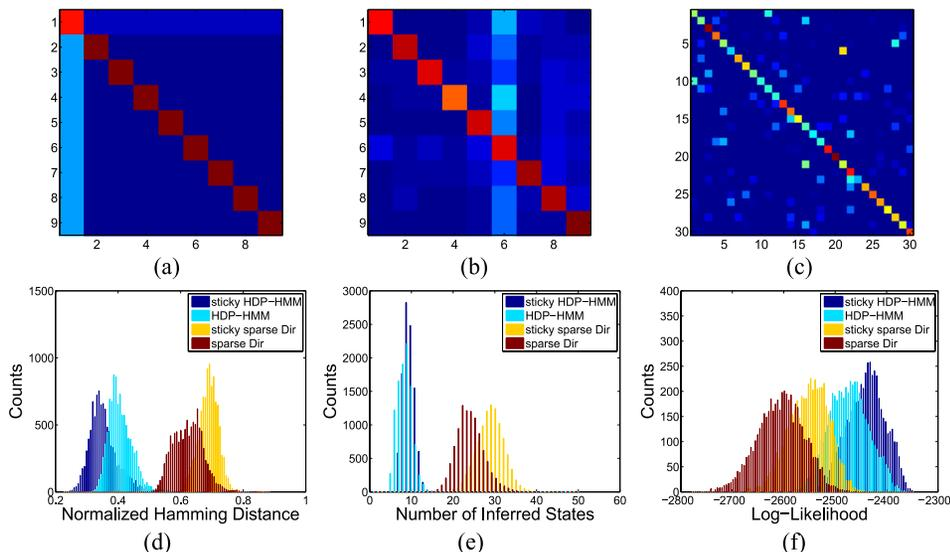 1
2
3
4
5
6
7
8
9
2 4 6 8
(a)
1
2
3
4
5
6
7
8
9
2 4 6 8
(b)
5
10
15
20
25
30
5 10 15 20 25 30
(c)
1500
1000
500
0
Counts
sticky HDP-HMM
HDP-HMM
sticky sparse Dir
sparse Dir
0.2 0.4 0.6 0.8 1
Normalized Hamming Distance
(d)
3000
2500
2000
1500
1000
500
0
Counts
sticky HDP-HMM
HDP-HMM
sticky sparse Dir
sparse Dir
0 10 20 30 40 50 60
Number of Inferred States
(e)
400
350
300
250
200
150
100
50
0
Counts
sticky HDP-HMM
HDP-HMM
sticky sparse Dir
sparse Dir
-2800 -2700 -2600 -2500 -2400 -2300
Log-Likelihood
(f)